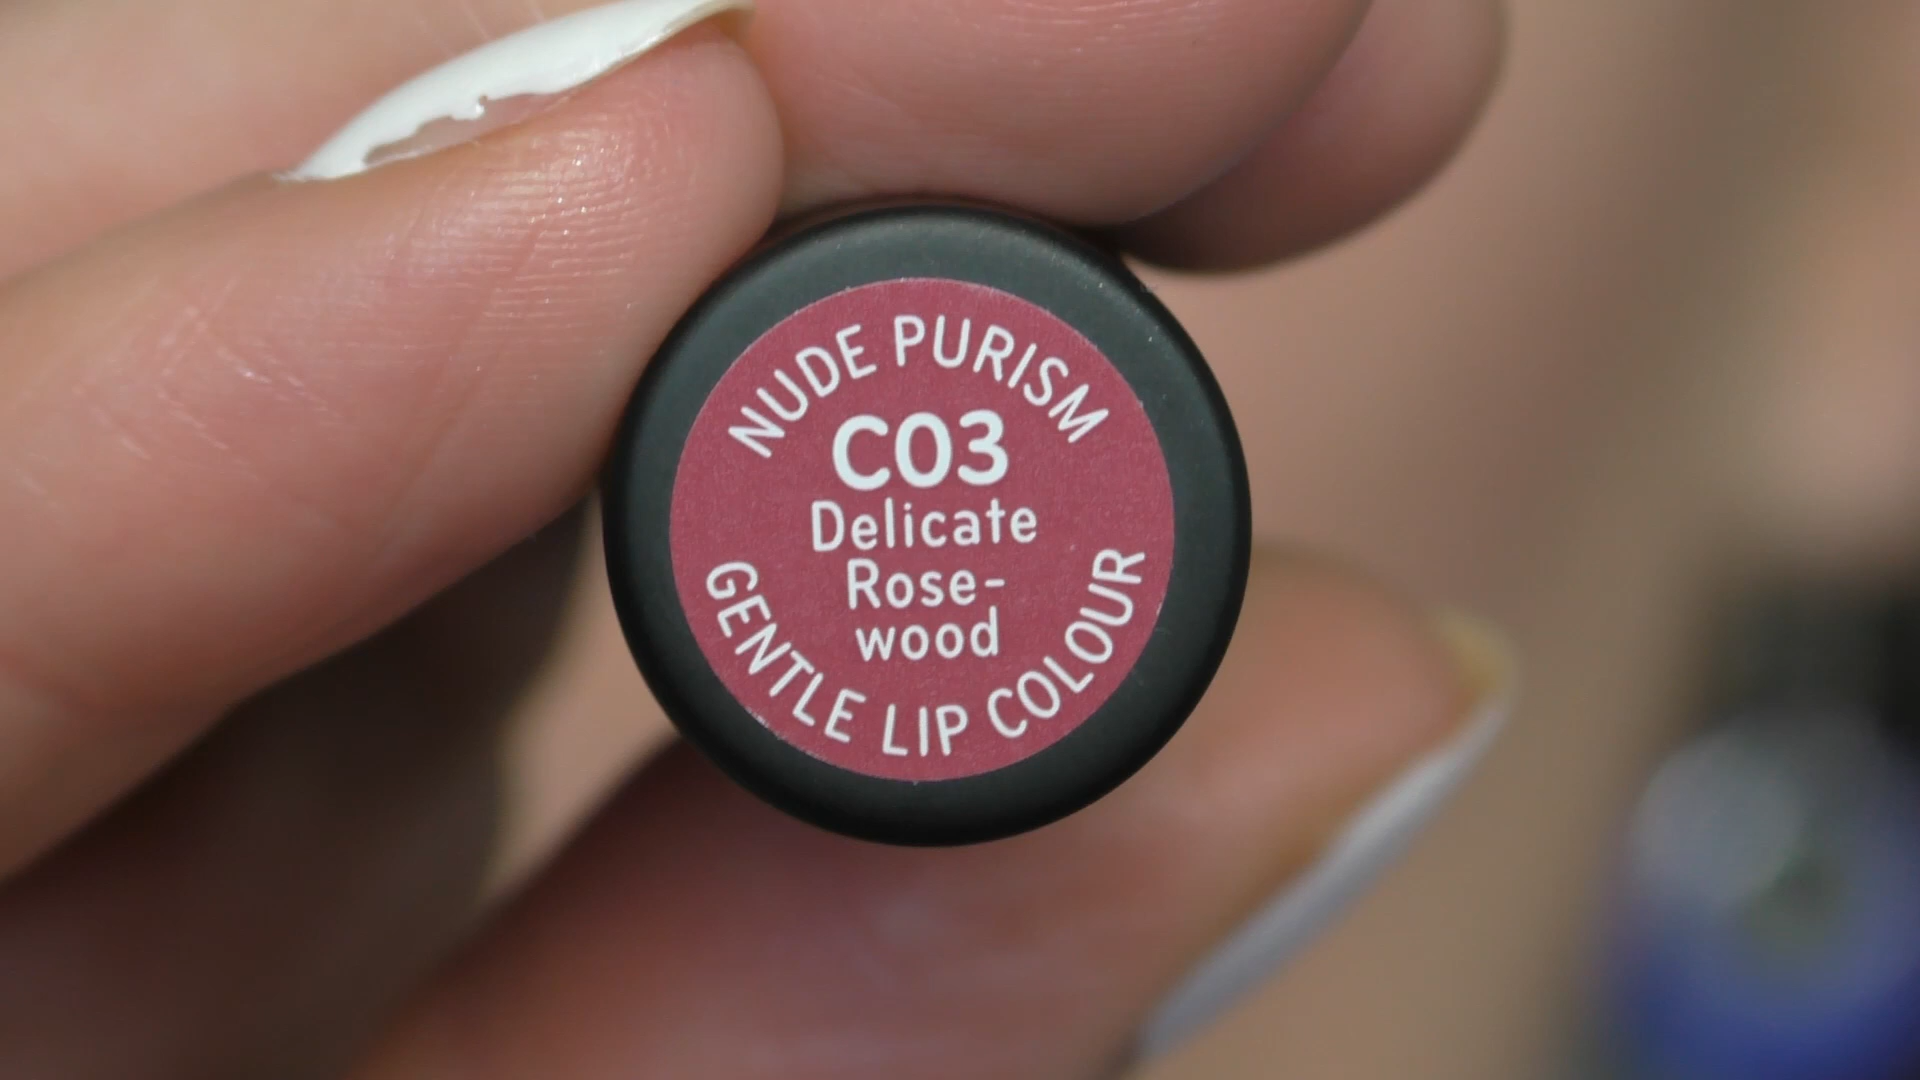 NUDE PURISM
C03
Delicate
Rose-
wood
GENTLE LIP COLOUR